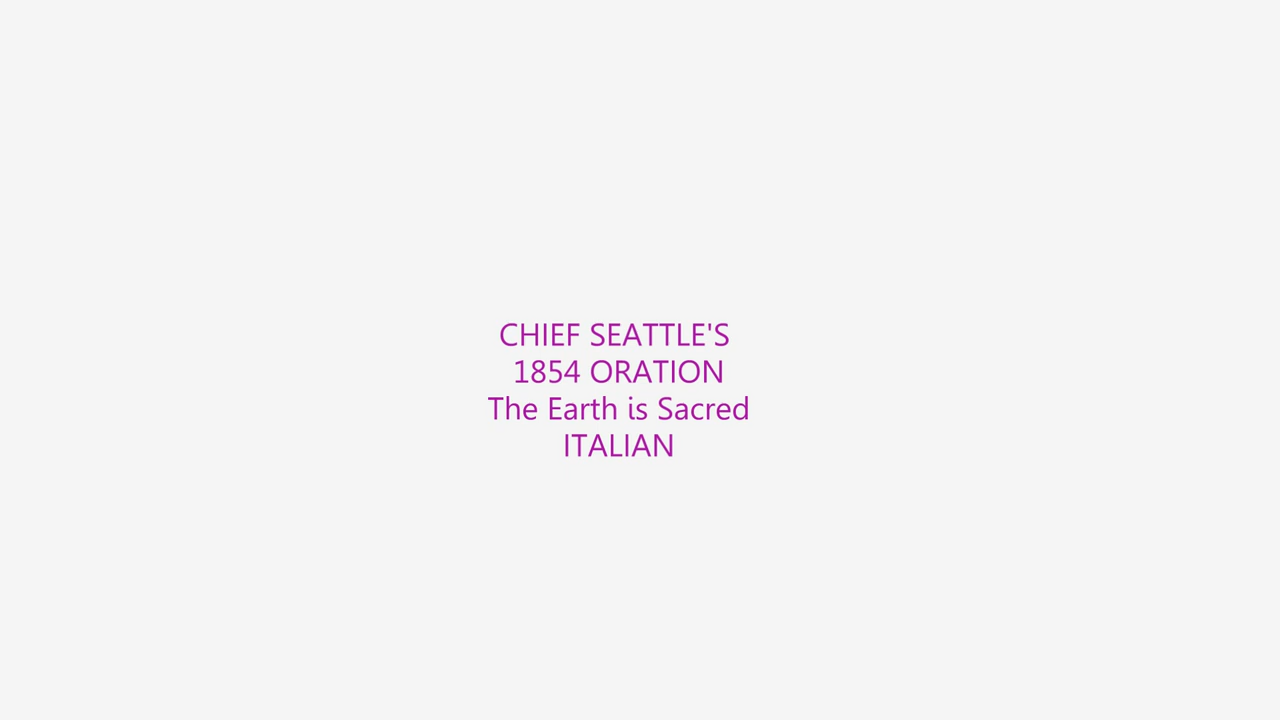 CHIEF SEATTLE'S
1854 ORATION
The Earth is Sacred
ITALIAN